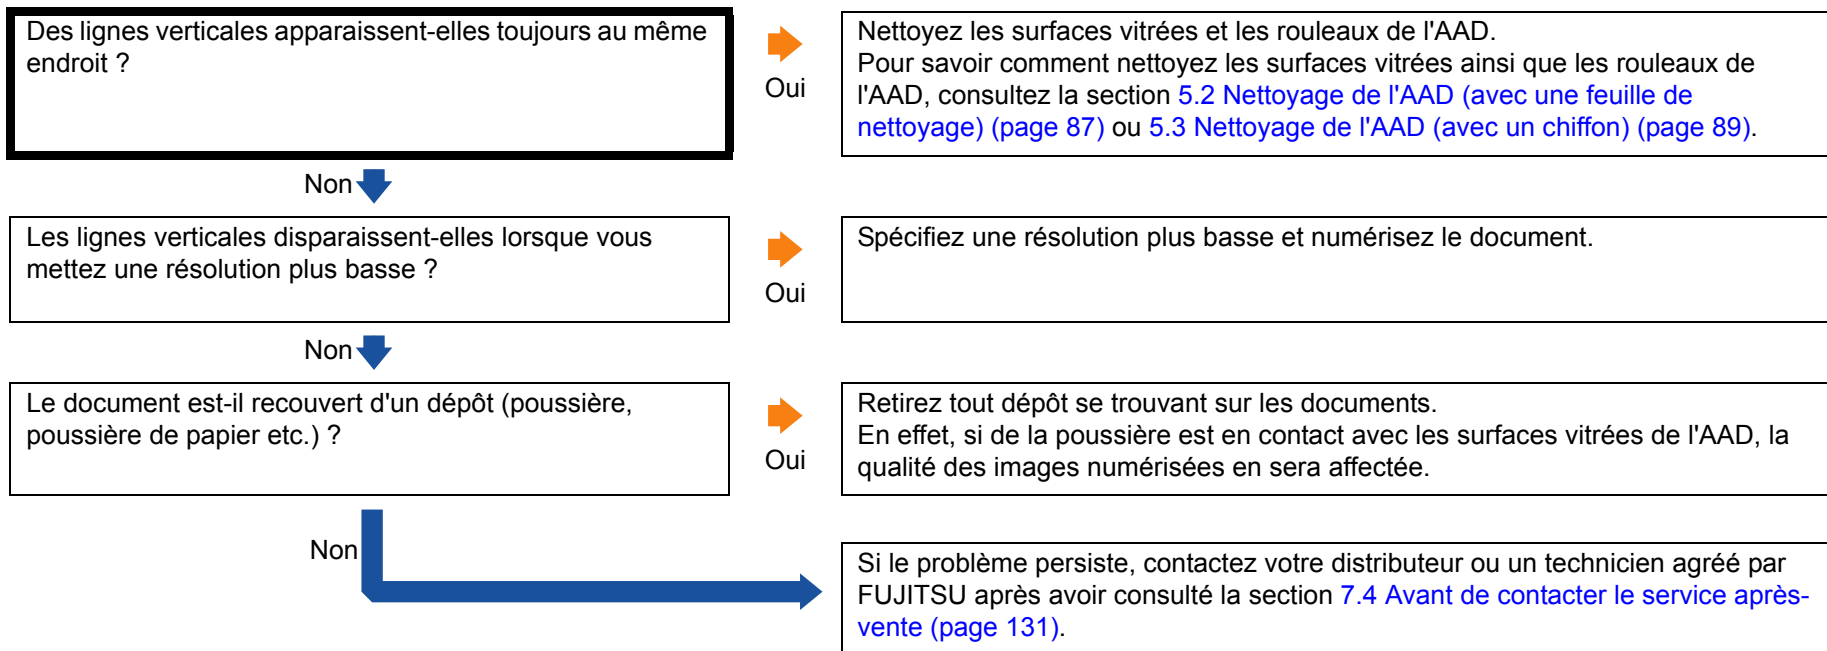 Des lignes verticales apparaissent-elles toujours au même
endroit ?
Oui
Nettoyez les surfaces vitrées et les rouleaux de l'AAD.
Pour savoir comment nettoyez les surfaces vitrées ainsi que les rouleaux de
l'AAD, consultez la section 5.2 Nettoyage de l'AAD (avec une feuille de
nettoyage) (page 87) ou 5.3 Nettoyage de l'AAD (avec un chiffon) (page 89).
Non
Les lignes verticales disparaissent-elles lorsque vous
mettez une résolution plus basse ?
Oui
Spécifiez une résolution plus basse et numérisez le document.
Non
Le document est-il recouvert d'un dépôt (poussière,
poussière de papier etc.) ?
Oui
Retirez tout dépôt se trouvant sur les documents.
En effet, si de la poussière est en contact avec les surfaces vitrées de l'AAD, la
qualité des images numérisées en sera affectée.
Non
Si le problème persiste, contactez votre distributeur ou un technicien agréé par
FUJITSU après avoir consulté la section 7.4 Avant de contacter le service après-
vente (page 131).